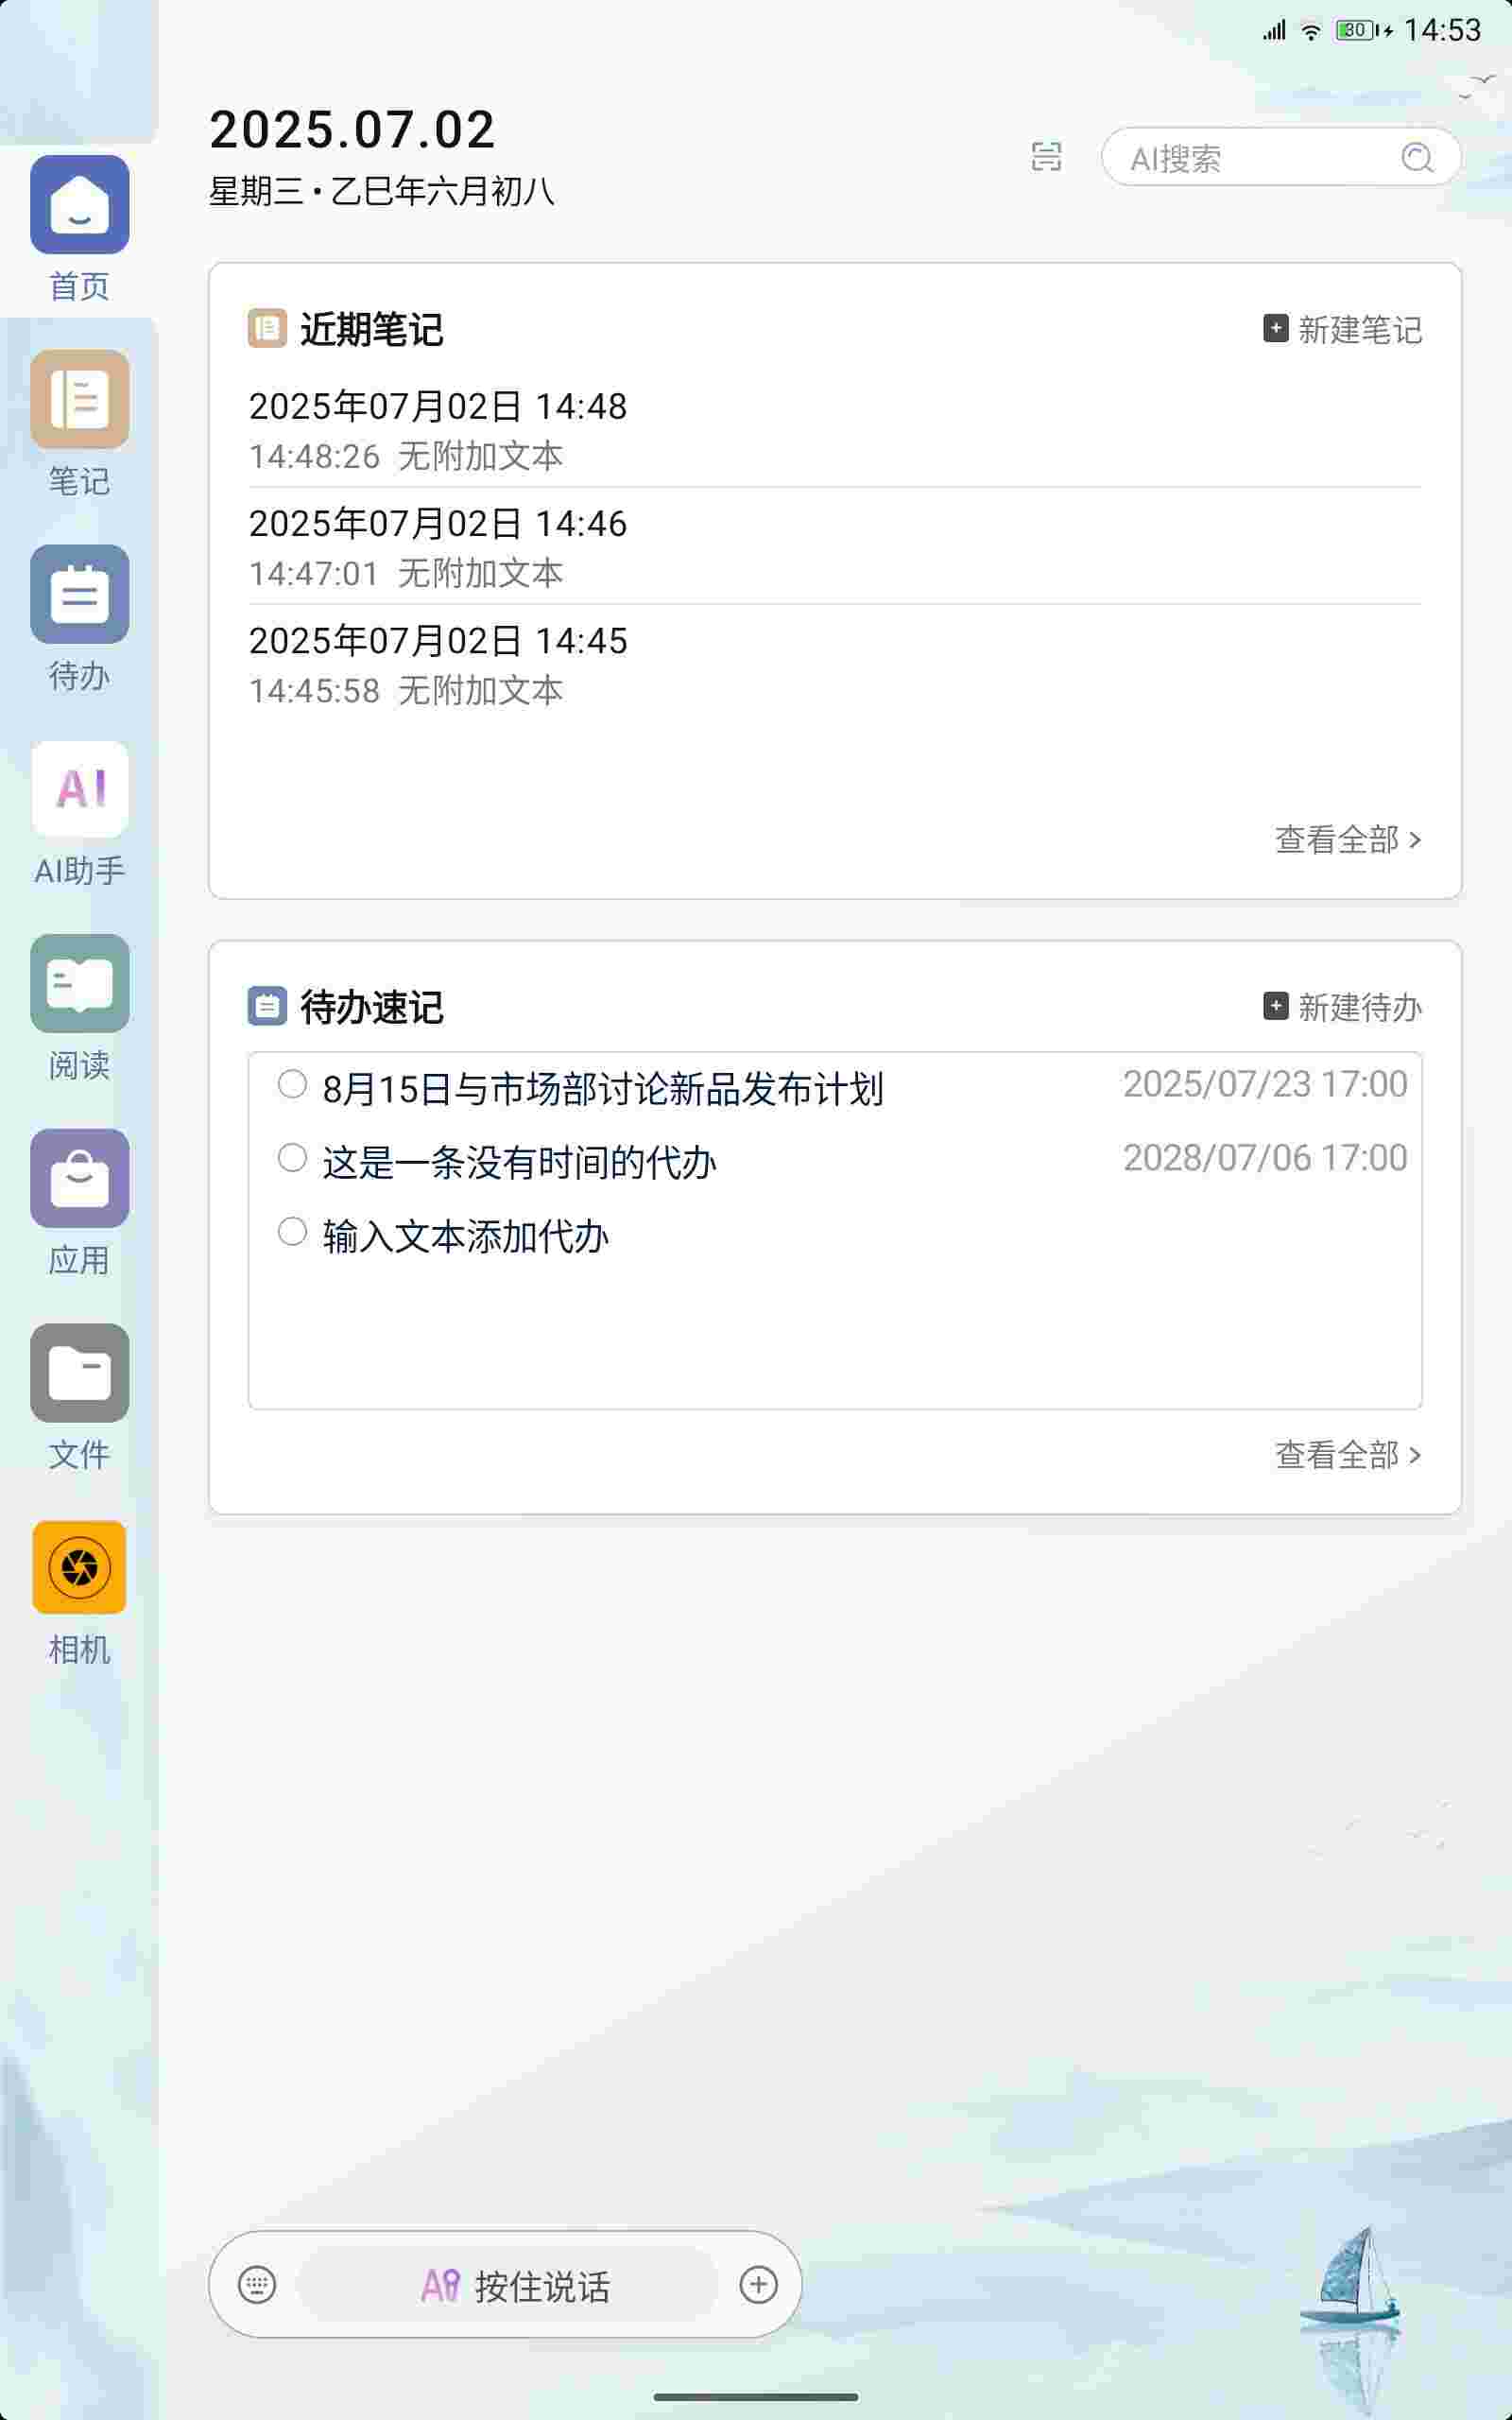 30 14:53
2025.07.02
星期三 • 乙巳年六月初八
AI搜索
首页
笔记
待办
AI
AI助手
阅读
应用
文件
相机
近期笔记
新建笔记
2025年07月02日 14:48
14:48:26 无附加文本
2025年07月02日 14:46
14:47:01 无附加文本
2025年07月02日 14:45
14:45:58 无附加文本
查看全部 >
待办速记
新建待办
8月15日与市场部讨论新品发布计划 2025/07/23 17:00
这是一条没有时间的代办 2028/07/06 17:00
输入文本添加代办
查看全部 >
按住说话